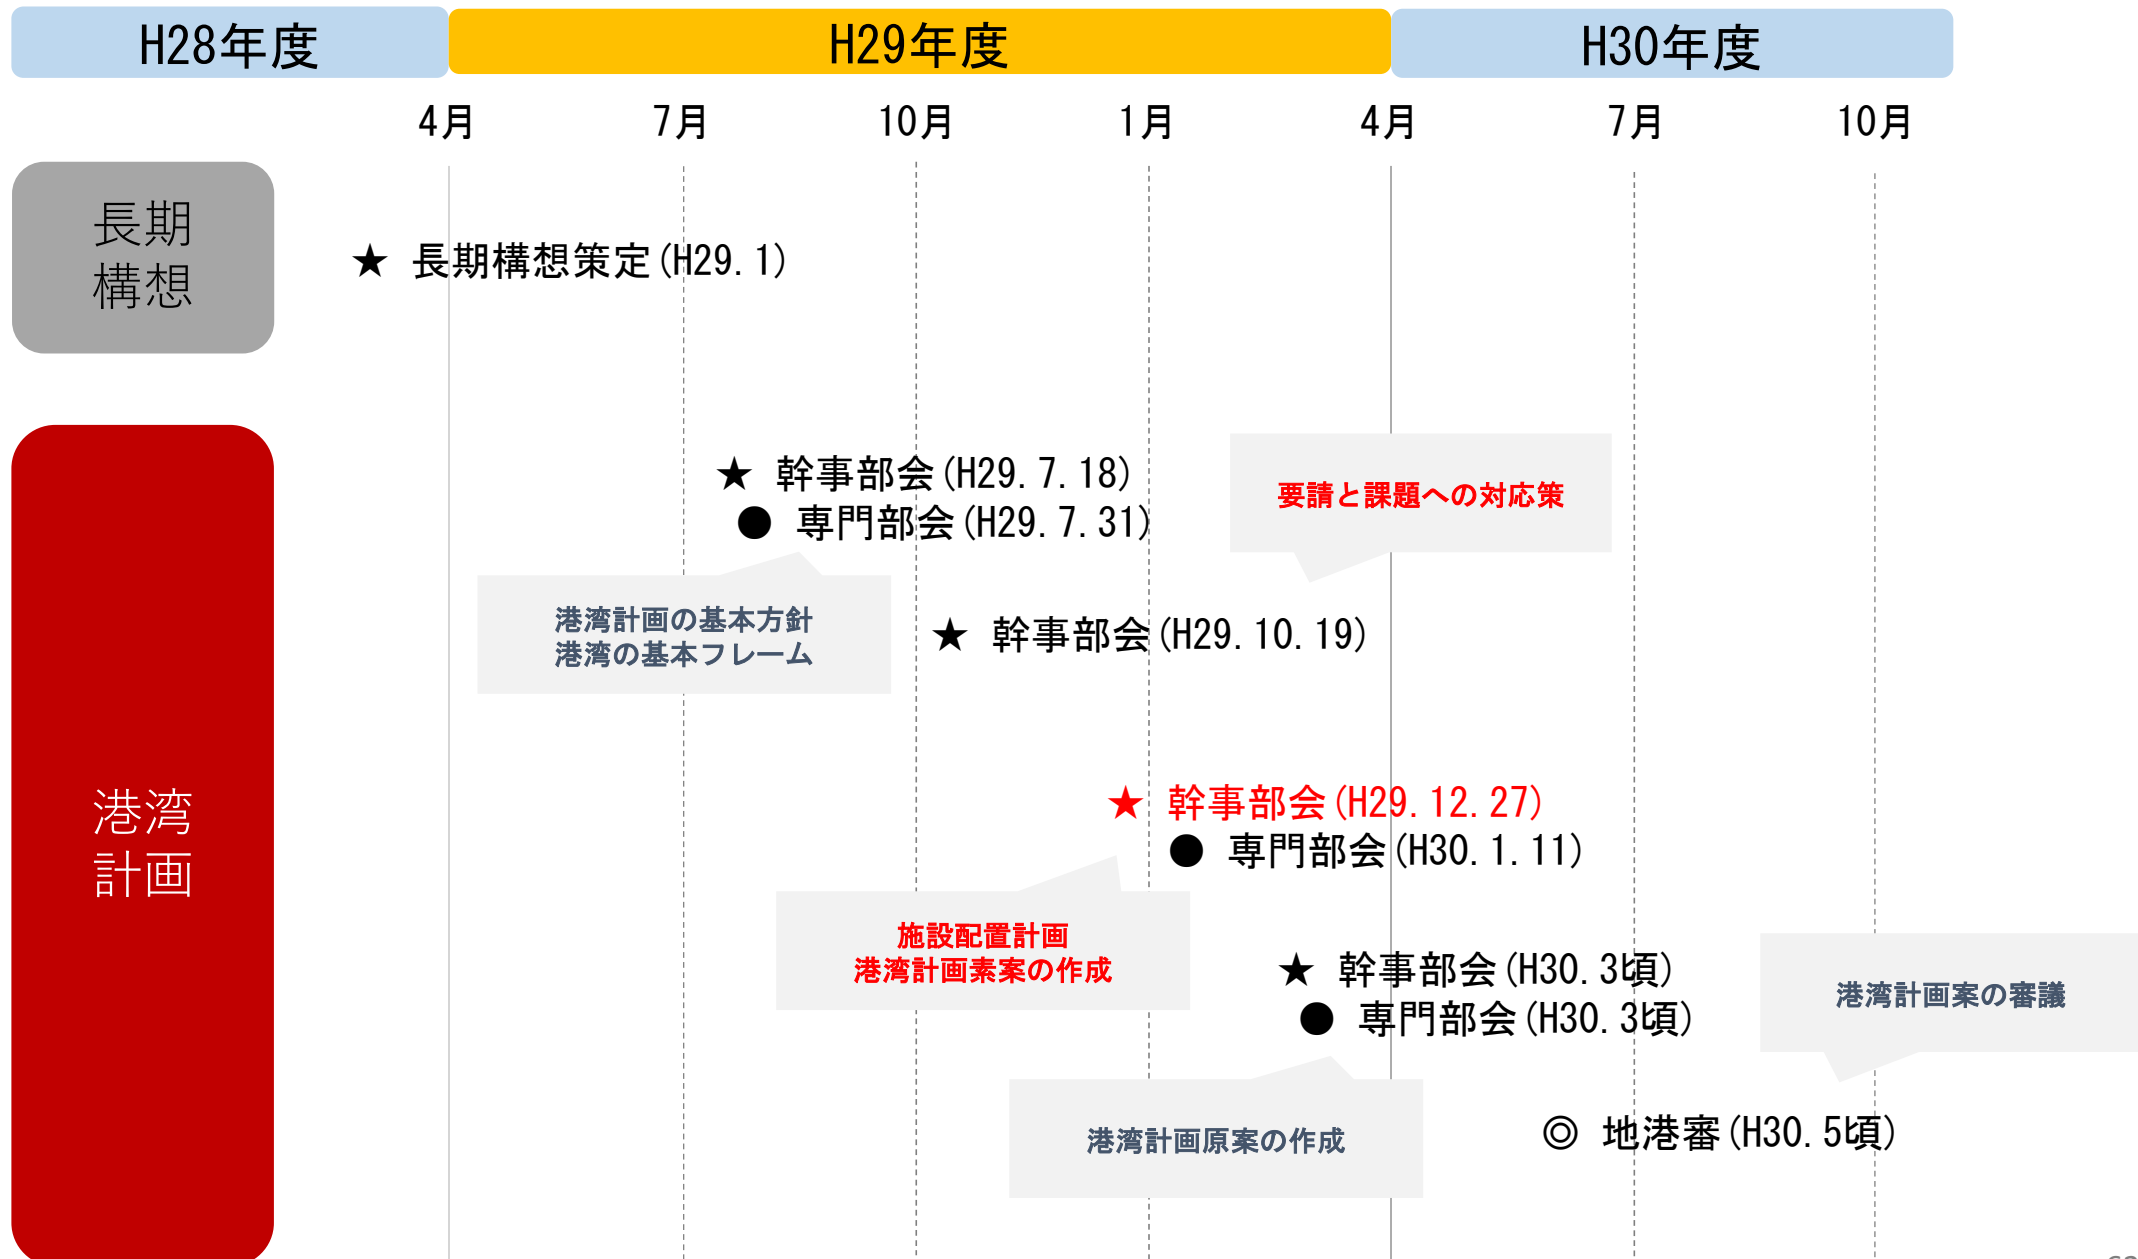 H28年度
H29年度
H30年度
4月
7月
10月
1月
4月
7月
10月
長期
構想
★ 長期構想策定(H29.1)
港湾
計画
★ 幹事部会(H29.7.18)
● 専門部会(H29.7.31)
要請と課題への対応策
港湾計画の基本方針
港湾の基本フレーム
★ 幹事部会(H29.10.19)
★ 幹事部会(H29.12.27)
● 専門部会(H30.1.11)
施設配置計画
港湾計画素案の作成
★ 幹事部会(H30.3頃)
● 専門部会(H30.3頃)
港湾計画案の審議
港湾計画原案の作成
◎ 地港審(H30.5頃)